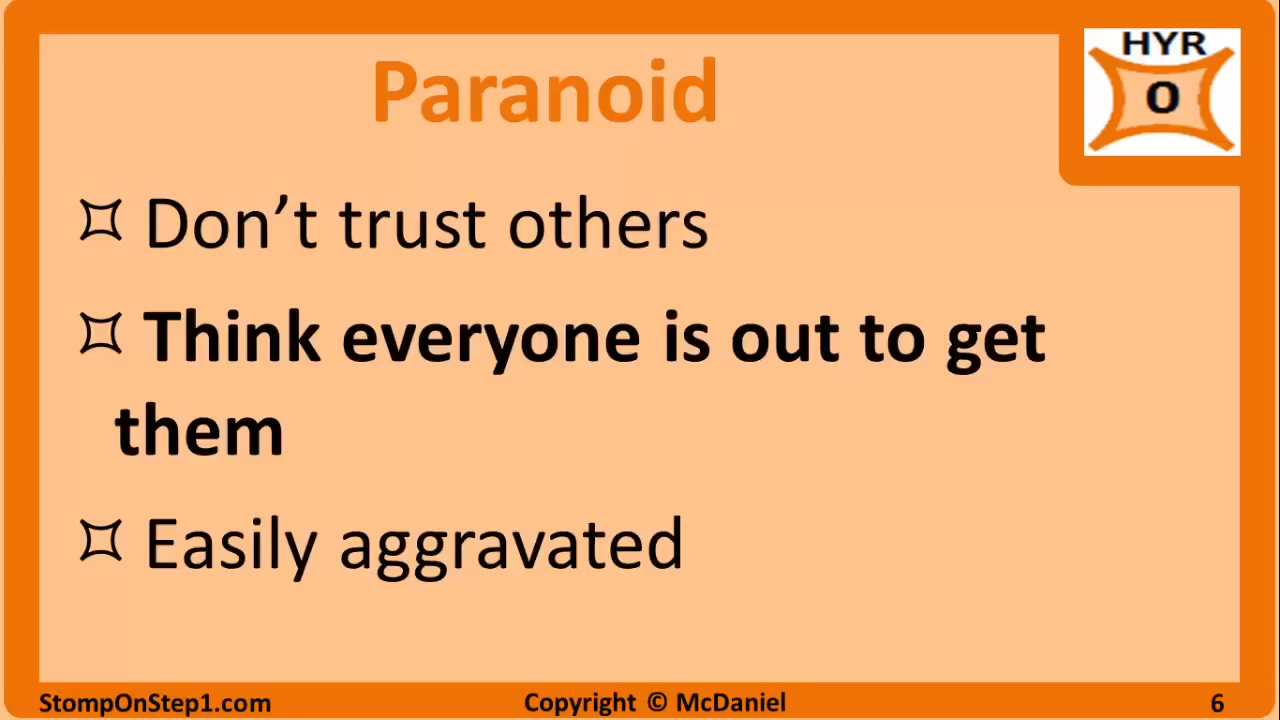 HYR
O
Paranoid
Don’t trust others
Think everyone is out to get
them
Easily aggravated
StompOnStep1.com
Copyright © McDaniel
6